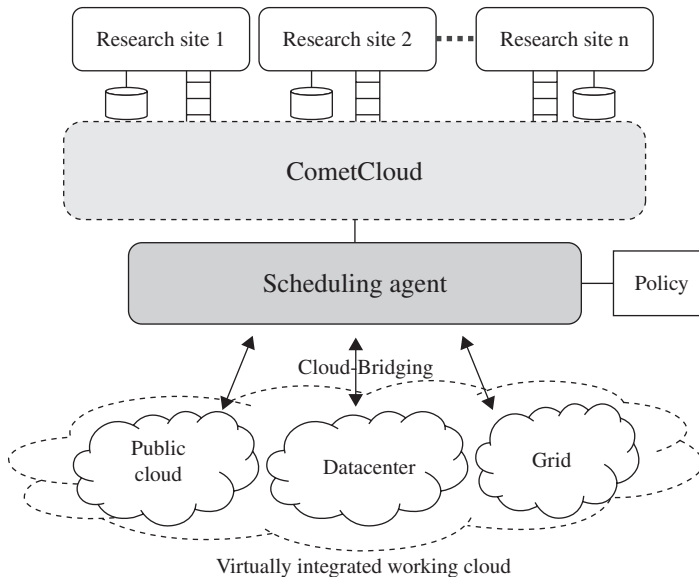 Research site 1
Research site 2
Research site n
CometCloud
Scheduling agent
Policy
Cloud-Bridging
Public
cloud
Datacenter
Grid
Virtually integrated working cloud